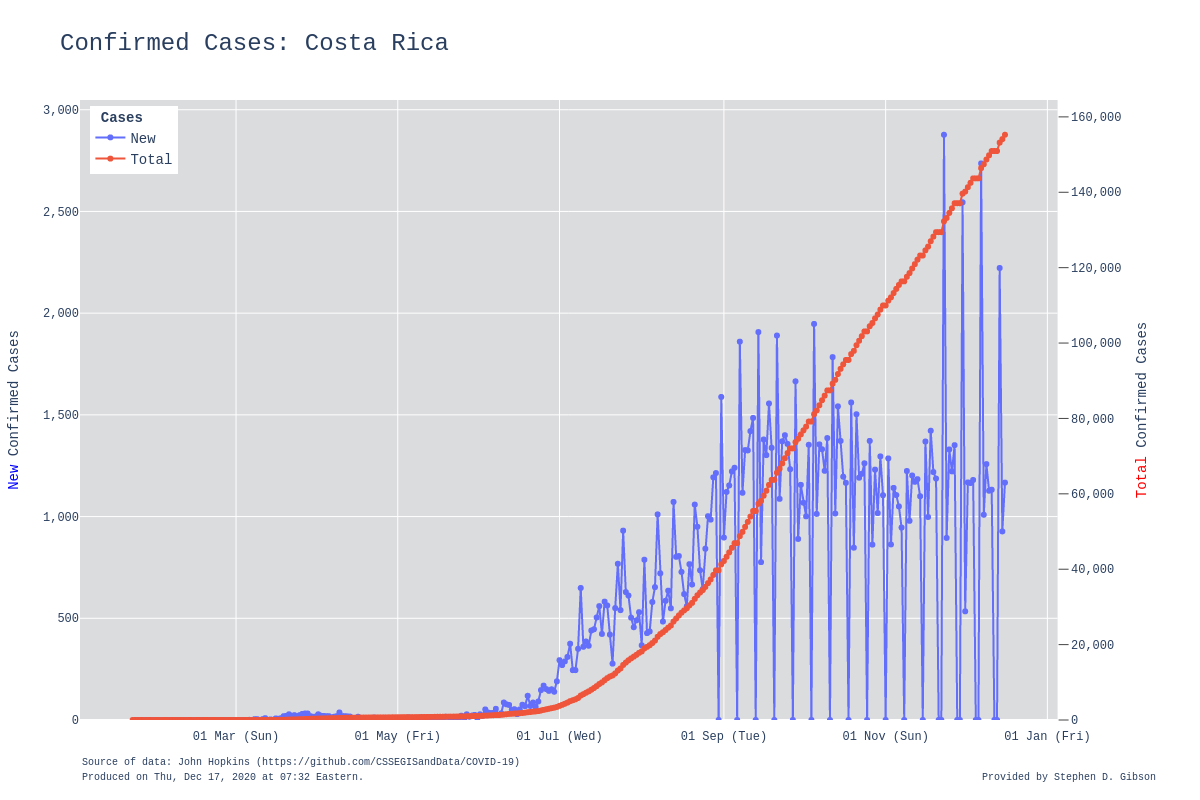 Confirmed Cases: Costa Rica
Cases
New
Total
3,000
2,500
2,000
1,500
1,000
500
0
New Confirmed Cases
160,000
140,000
120,000
100,000
80,000
60,000
40,000
20,000
0
Total Confirmed Cases
01 Mar (Sun)
01 May (Fri)
01 Jul (Wed)
01 Sep (Tue)
01 Nov (Sun)
01 Jan (Fri)
Source of data: John Hopkins (https://github.com/CSSEGISandData/COVID-19)
Produced on Thu, Dec 17, 2020 at 07:32 Eastern.
Provided by Stephen D. Gibson